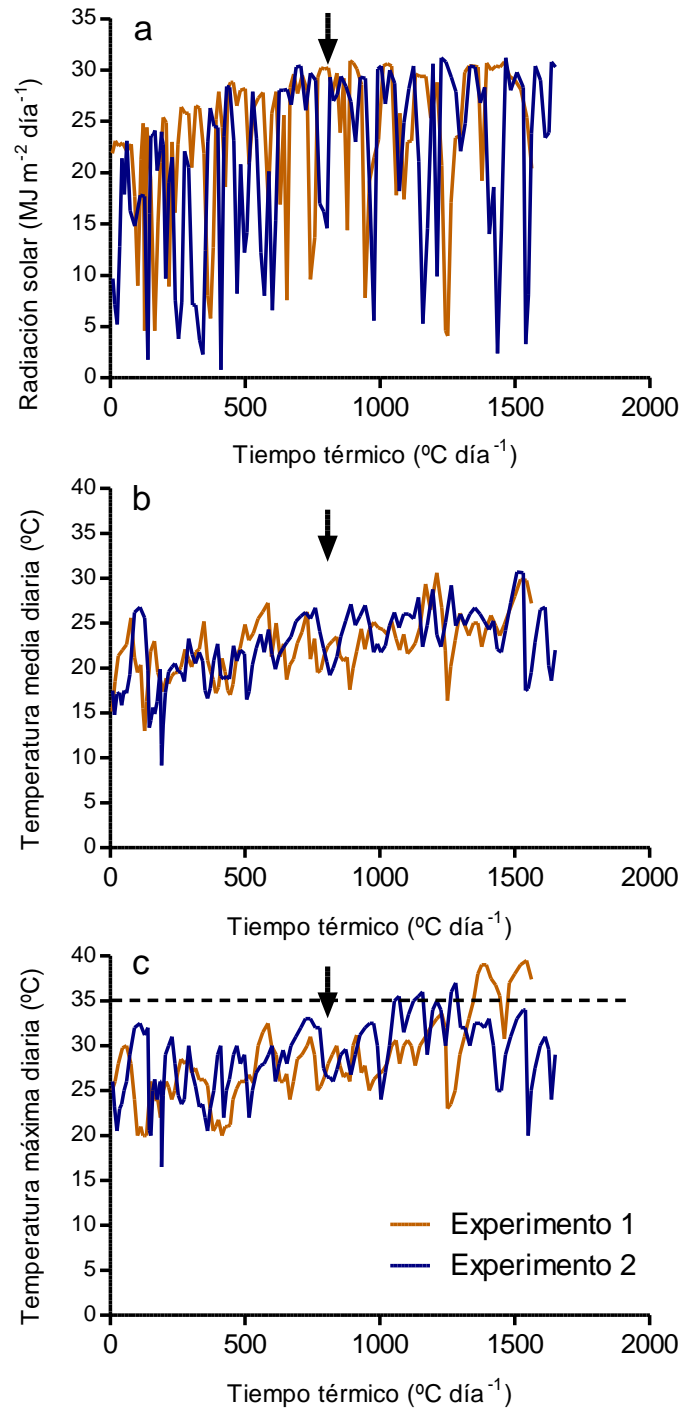 a
35
30
25
20
15
10
5
0
Radiación solar (MJ m-2 día-1)
0 500 1000 1500 2000
Tiempo térmico (ºC día-1)
b
40
35
30
25
20
15
10
5
0
Temperatura media diaria (ºC)
0 500 1000 1500 2000
Tiempo térmico (ºC día-1)
c
40
35
30
25
20
15
10
5
0
Temperatura máxima diaria (ºC)
Experimento 1
Experimento 2
0 500 1000 1500 2000
Tiempo térmico (ºC día-1)